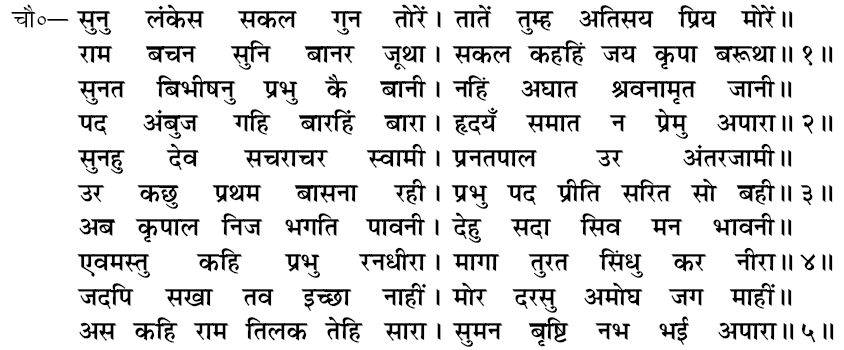 चौ०— सुनु लंकेस सकल गुन तोरें। तातें तुम्ह अतिसय प्रिय मोरें॥
राम बचन सुनि बानर जूथा। सकल कहहिं जय कृपा बरूथा॥ १॥
सुनत बिभीषनु प्रभु कै बानी। नहिं अघात श्रवनामृत जानी॥
पद अंबुज गहि बारहिं बारा। हृदयँ समात न प्रेमु अपारा॥ २॥
सुनहु देव सचराचर स्वामी। प्रनतपाल उर अंतरजामी॥
उर कछु प्रथम बासना रही। प्रभु पद प्रीति सरित सो बही॥ ३॥
अब कृपाल निज भगति पावनी। देहु सदा सिव मन भावनी॥
एवमस्तु कहि प्रभु रनधीरा। मागा तुरत सिंधु कर नीरा॥ ४॥
जदपि सखा तव इच्छा नाहीं। मोर दरसु अमोघ जग माहीं॥
अस कहि राम तिलक तेहि सारा। सुमन बृष्टि नभ भई अपारा॥ ५॥